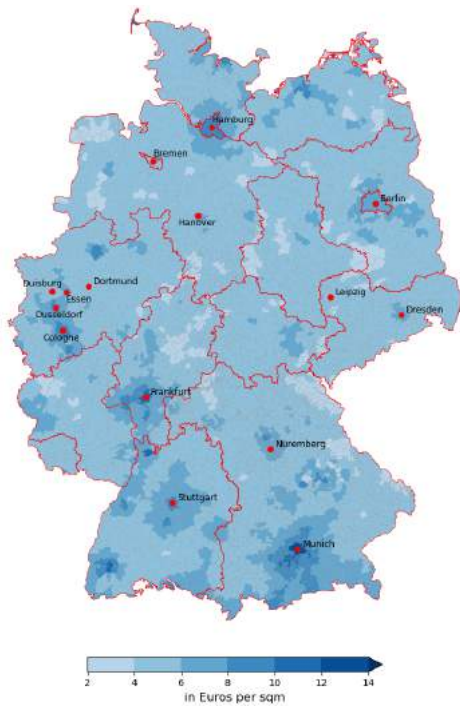 Hamburg
Bremen
Berlin
Hanover
Duisburg
Dortmund
Essen
Dusseldorf
Cologne
Leipzig
Dresden
Frankfurt
Nuremberg
Stuttgart
Munich
2 4 6 8 10 12 14
in Euros per sqm